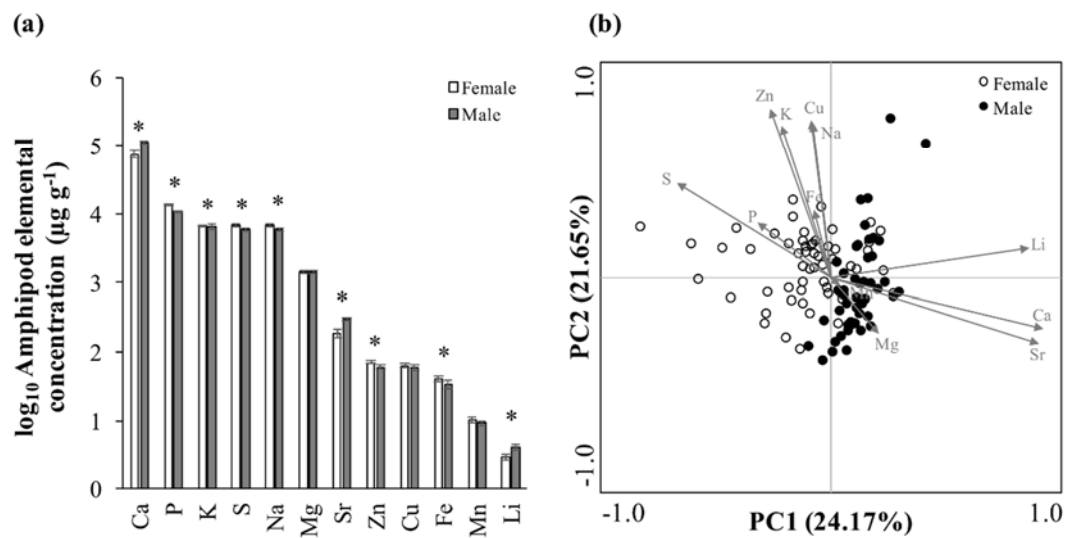 (a)
(b)
log10 Amphipod elemental
concentration (µg g-1)
6
5
4
3
2
1
0
Female
Male
*
*
*
*
*
*
*
*
*
Ca
P
K
S
Na
Mg
Sr
Zn
Cu
Fe
Mn
Li
PC2 (21.65%)
1.0
-1.0
Female
Male
Zn
K
Cu
Na
S
Fe
P
Li
Ca
Sr
Mg
-1.0
PC1 (24.17%)
1.0